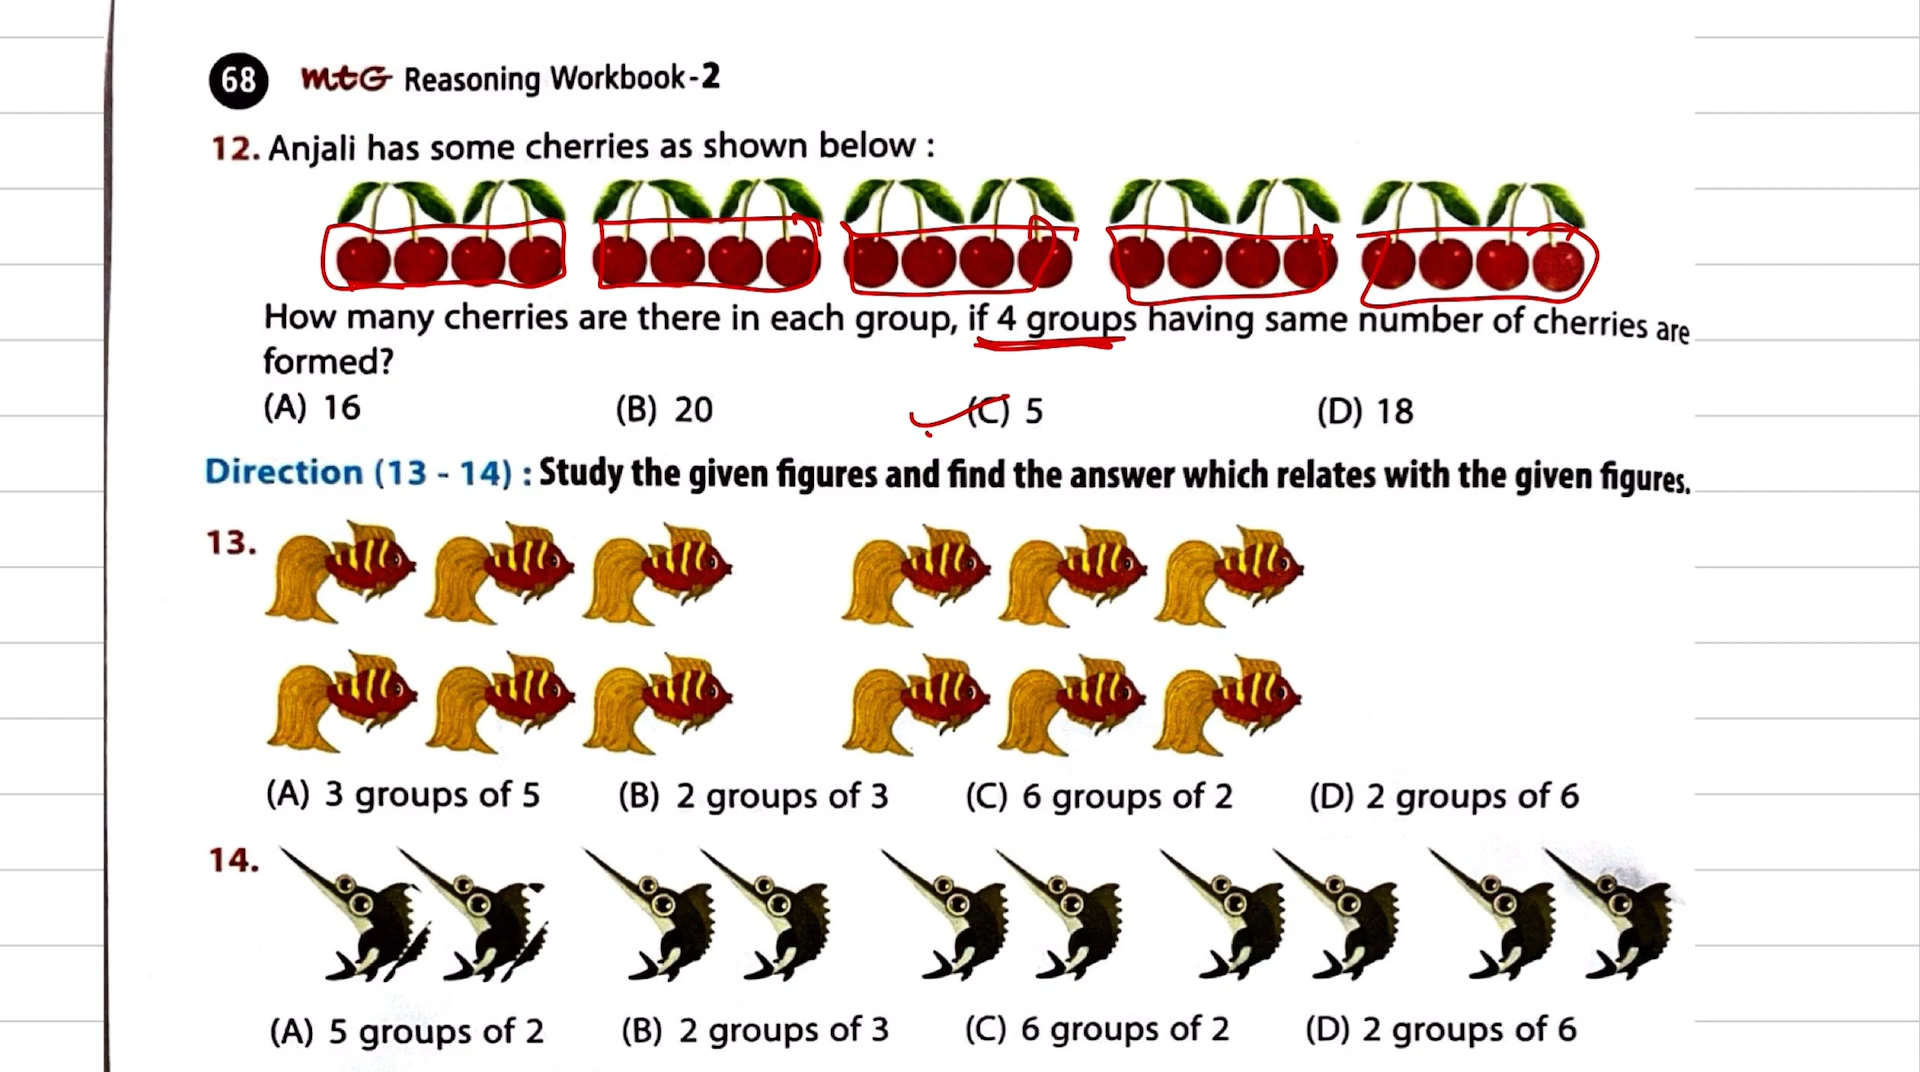 68 mtG Reasoning Workbook-2
12. Anjali has some cherries as shown below :
How many cherries are there in each group, if 4 groups having same number of cherries are
formed?
(A) 16 (B) 20 (C) 5 (D) 18
Direction (13 - 14) : Study the given figures and find the answer which relates with the given figures.
13.
(A) 3 groups of 5 (B) 2 groups of 3 (C) 6 groups of 2 (D) 2 groups of 6
14.
(A) 5 groups of 2 (B) 2 groups of 3 (C) 6 groups of 2 (D) 2 groups of 6